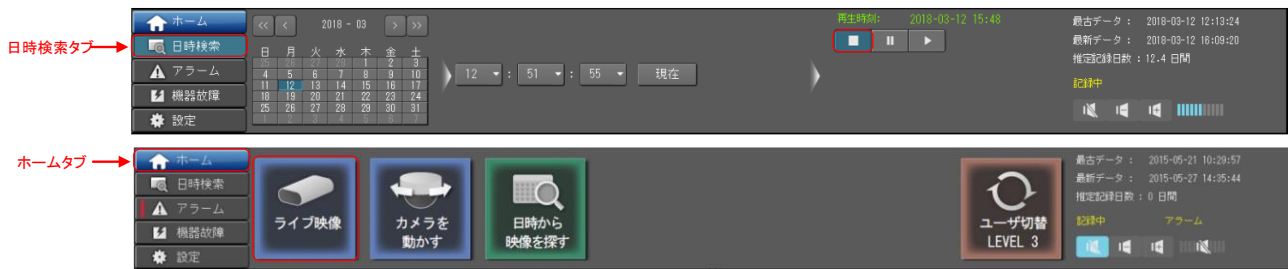 日時検索タブ
ホーム
日時検索
アラーム
機器故障
設定
<< < 2018 - 03 > >>
日 月 火 水 木 金 土
25 26 27 28 1 2 3
4 5 6 7 8 9 10
11 12 13 14 15 16 17
18 19 20 21 22 23 24
25 26 27 28 29 30 31
1 2 3 4 5 6 7
12 : 51 : 55 現在
再生時刻: 2018-03-12 15:48
最古データ : 2018-03-12 12:13:24
最新データ : 2018-03-12 16:09:20
推定記録日数 : 12.4 日間
記録中
ホームタブ
ホーム
日時検索
アラーム
機器故障
設定
ライブ映像
カメラを
動かす
日時から
映像を探す
ユーザ切替
LEVEL 3
最古データ : 2015-05-21 10:29:57
最新データ : 2015-05-27 14:35:44
推定記録日数 : 0 日間
記録中 アラーム